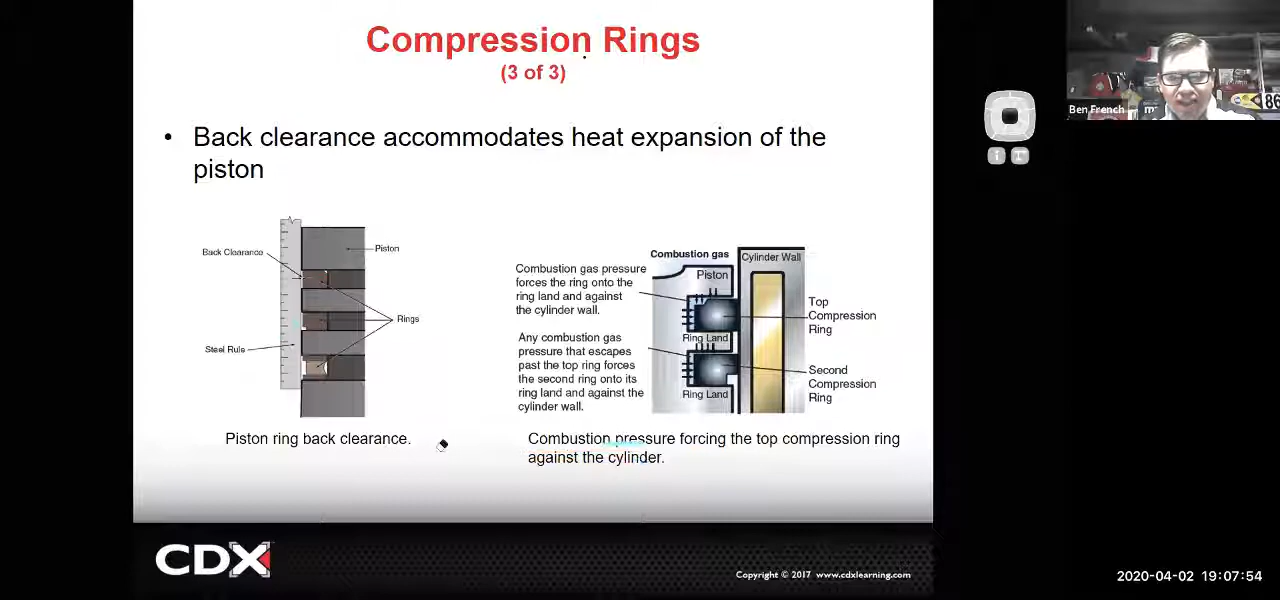 Compression Rings
(3 of 3)
• Back clearance accommodates heat expansion of the
piston
Back Clearance
Piston
Rings
Steel Rule
Piston ring back clearance.
Combustion gas
Cylinder Wall
Combustion gas pressure
forces the ring onto the
ring land and against
the cylinder wall.
Piston
Top
Compression
Ring
Ring Land
Any combustion gas
pressure that escapes
past the top ring forces
the second ring onto its
ring land and against the
cylinder wall.
Second
Compression
Ring
Ring Land
Combustion pressure forcing the top compression ring
against the cylinder.
CDX
Copyright © 2017 www.cdxlearning.com
Ben French
86
2020-04-02 19:07:54